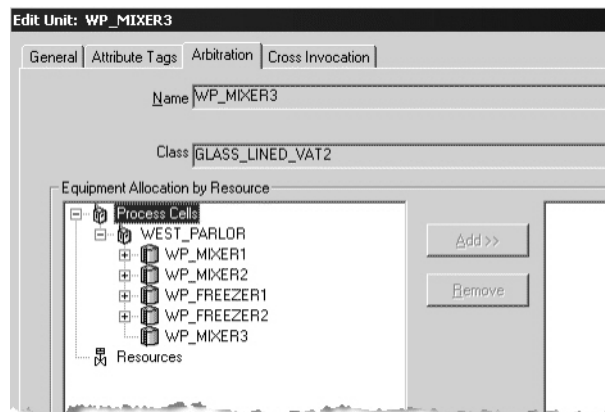 Edit Unit: WP_MIXER3
General
Attribute Tags
Arbitration
Cross Invocation
Name WP_MIXER3
Class GLASS_LINED_VAT2
Equipment Allocation by Resource
Process Cells
WEST_PARLOR
WP_MIXER1
WP_MIXER2
WP_FREEZER1
WP_FREEZER2
WP_MIXER3
Resources
Add >>
Remove